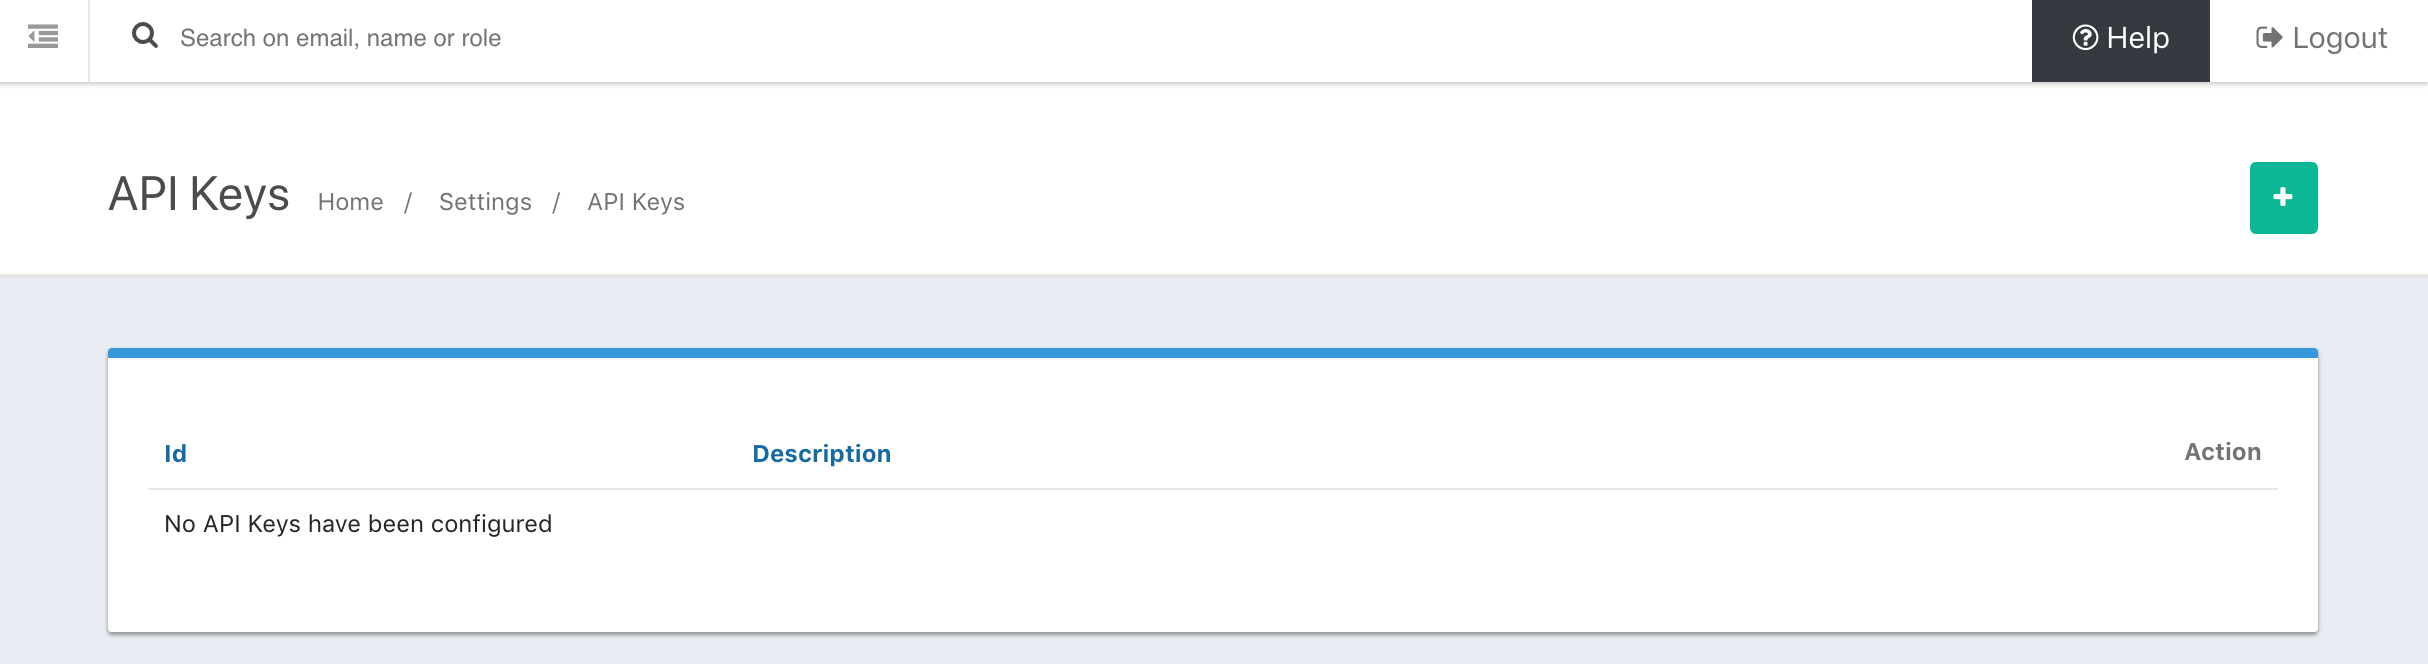 Search on email, name or role
Help
Logout
API Keys Home / Settings / API Keys
Id Description Action
No API Keys have been configured